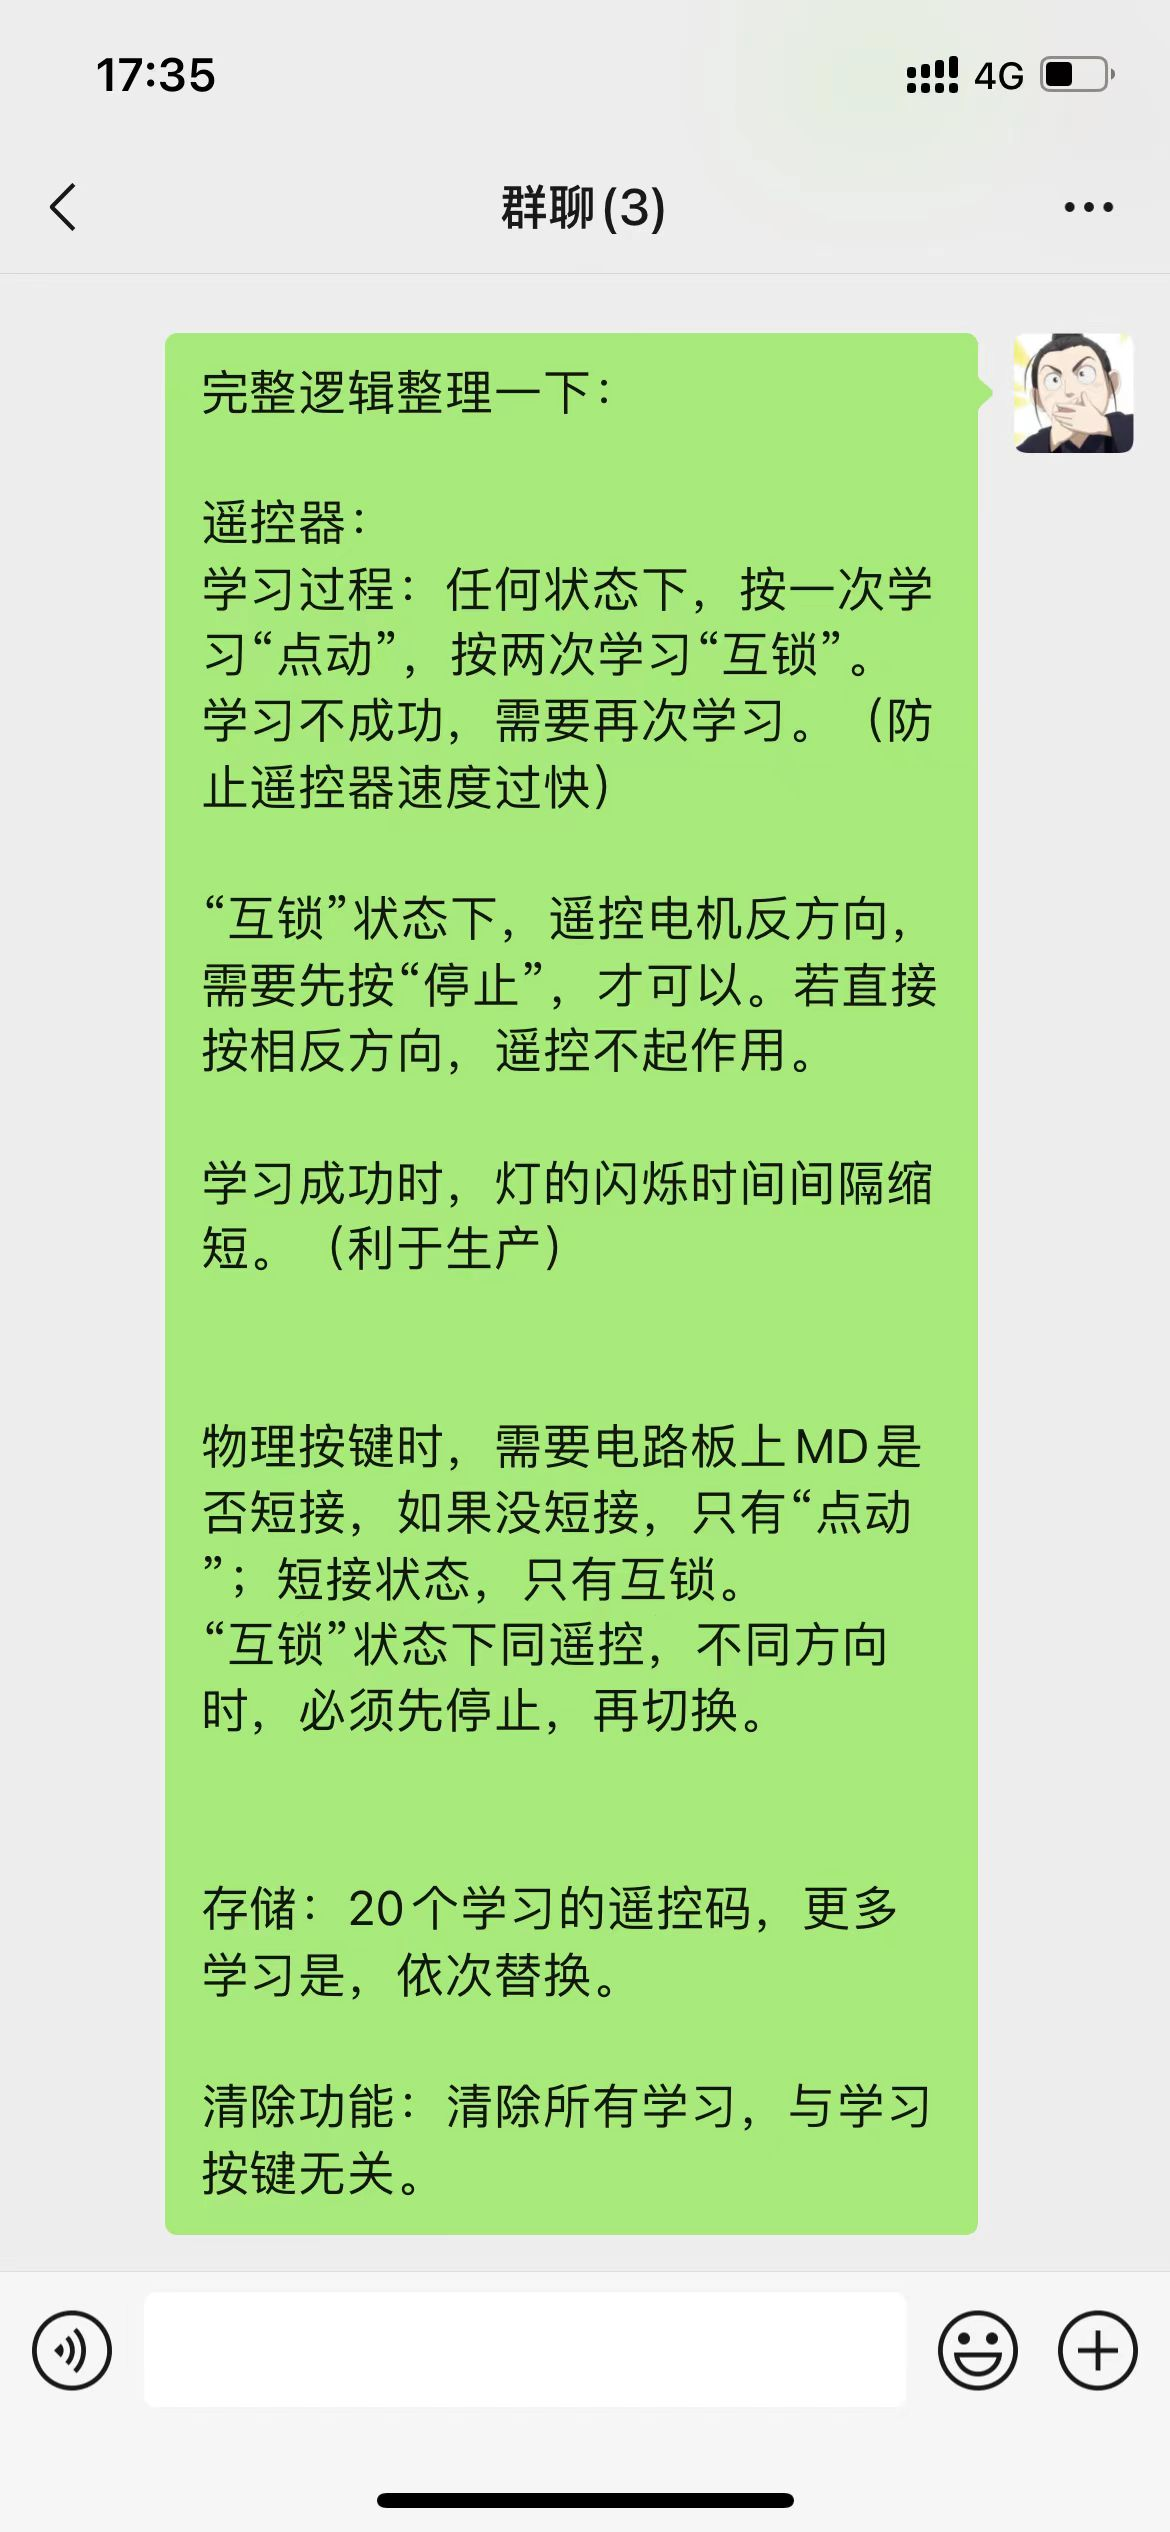 17:35
4G
群聊(3)
完整逻辑整理一下：
遥控器：
学习过程：任何状态下，按一次学
习“点动”，按两次学习“互锁”。
学习不成功，需要再次学习。（防
止遥控器速度过快）
“互锁”状态下，遥控电机反方向，
需要先按“停止”，才可以。若直接
按相反方向，遥控不起作用。
学习成功时，灯的闪烁时间间隔缩
短。（利于生产）
物理按键时，需要电路板上MD是
否短接，如果没短接，只有“点动
”；短接状态，只有互锁。
“互锁”状态下同遥控，不同方向
时，必须先停止，再切换。
存储：20个学习的遥控码，更多
学习是，依次替换。
清除功能：清除所有学习，与学习
按键无关。